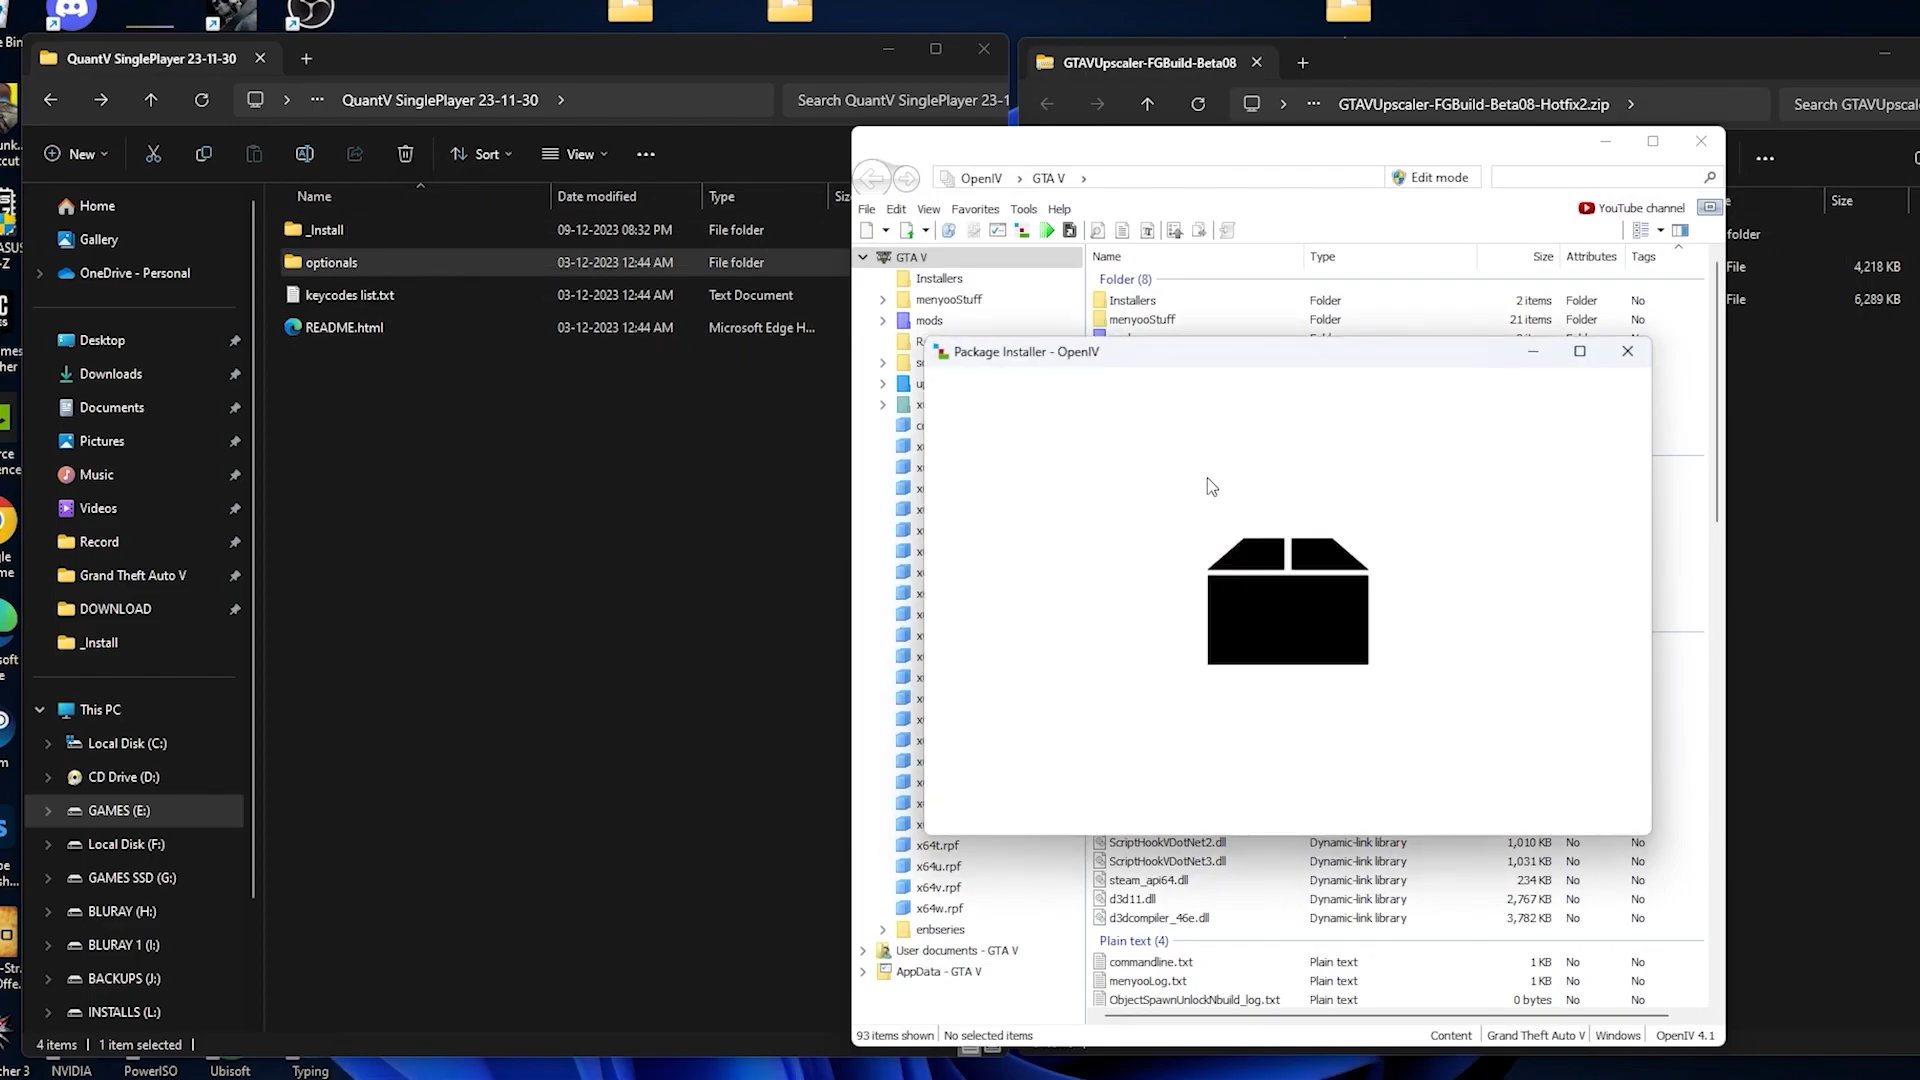 QuantV SinglePlayer 23-11-30
GTAVUpscaler-FGBuild-Beta08
QuantV SinglePlayer 23-11-30
Search QuantV SinglePlayer 23-1
GTAVUpscaler-FGBuild-Beta08-Hotfix2.zip
Search GTAVUpscale
New
Sort
View
Name
Date modified
Type
Siz
_Install
09-12-2023 08:32 PM
File folder
optionals
03-12-2023 12:44 AM
File folder
keycodes list.txt
03-12-2023 12:44 AM
Text Document
README.html
03-12-2023 12:44 AM
Microsoft Edge H...
Home
Gallery
OneDrive - Personal
Desktop
Downloads
Documents
Pictures
Music
Videos
Record
Grand Theft Auto V
DOWNLOAD
_Install
This PC
Local Disk (C:)
CD Drive (D:)
GAMES (E:)
Local Disk (F:)
GAMES SSD (G:)
BLURAY (H:)
BLURAY 1 (I:)
BACKUPS (J:)
INSTALLS (L:)
4 items
1 item selected
OpenIV
GTA V
Edit mode
File
Edit
View
Favorites
Tools
Help
YouTube channel
GTA V
Installers
menyooStuff
mods
Name
Type
Size
Attributes
Tags
Folder (8)
Installers
Folder
2 items
Folder
No
menyooStuff
Folder
21 items
Folder
No
Package Installer - OpenIV
x64t.rpf
x64u.rpf
x64v.rpf
x64w.rpf
enbseries
User documents - GTA V
AppData - GTA V
ScriptHookVDotNet2.dll
Dynamic-link library
1,010 KB
No
No
ScriptHookVDotNet3.dll
Dynamic-link library
1,031 KB
No
No
steam_api64.dll
Dynamic-link library
234 KB
No
No
d3d11.dll
Dynamic-link library
2,767 KB
No
No
d3dcompiler_46e.dll
Dynamic-link library
3,782 KB
No
No
Plain text (4)
commandline.txt
Plain text
1 KB
No
No
menyooLog.txt
Plain text
1 KB
No
No
ObjectSpawnUnlockNbuild_log.txt
Plain text
0 bytes
No
No
93 items shown
No selected items
Content
Grand Theft Auto V
Windows
OpenIV 4.1
Size
folder
File
4,218 KB
File
6,289 KB
cher 3
NVIDIA
PowerISO
Ubisoft
Typing